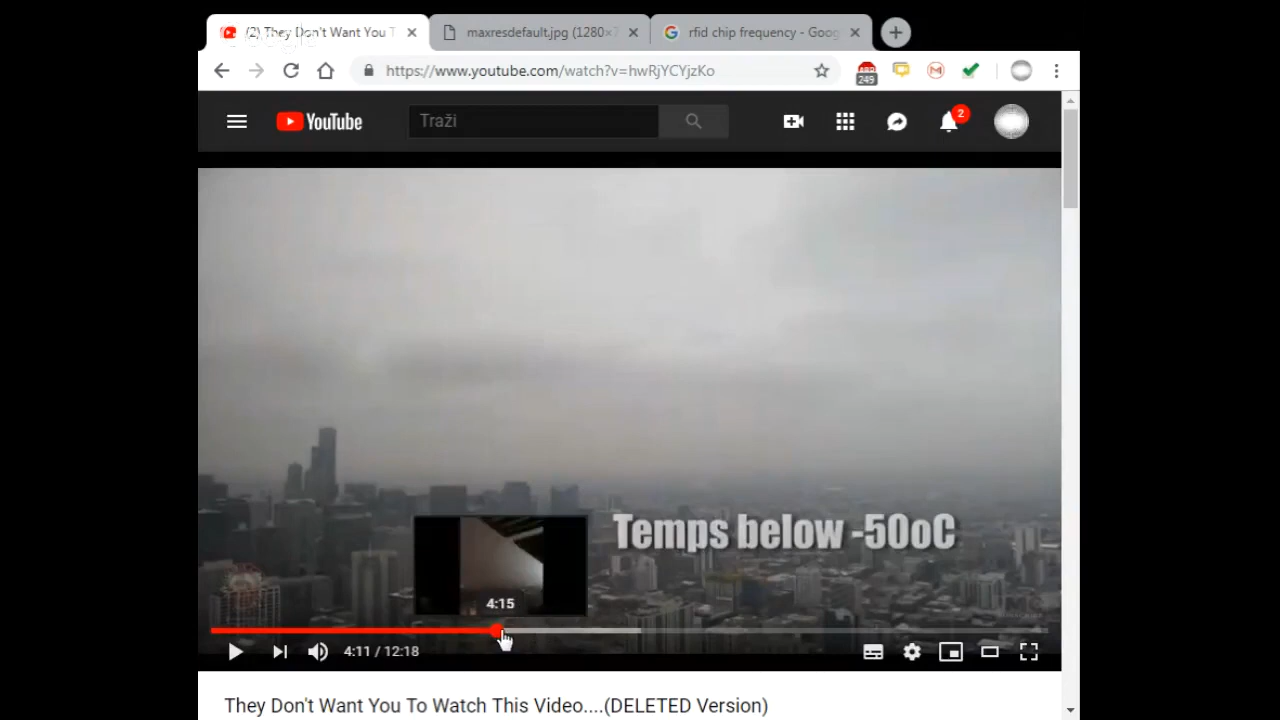 (2) They Don't Want You T
maxresdefault.jpg (1280×7
rfid chip frequency - Goog
https://www.youtube.com/watch?v=hwRjYCYjzKo
249
YouTube
Traži
2
Temps below -50oC
4:15
4:11 / 12:18
They Don't Want You To Watch This Video....(DELETED Version)